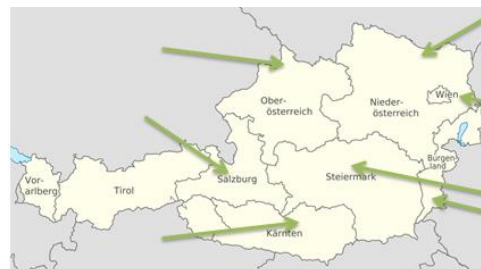 Wien
Ober-
österreich
Nieder-
österreich
Burgen-
land
Vor-
arlberg
Tirol
Salzburg
Steiermark
Kärnten